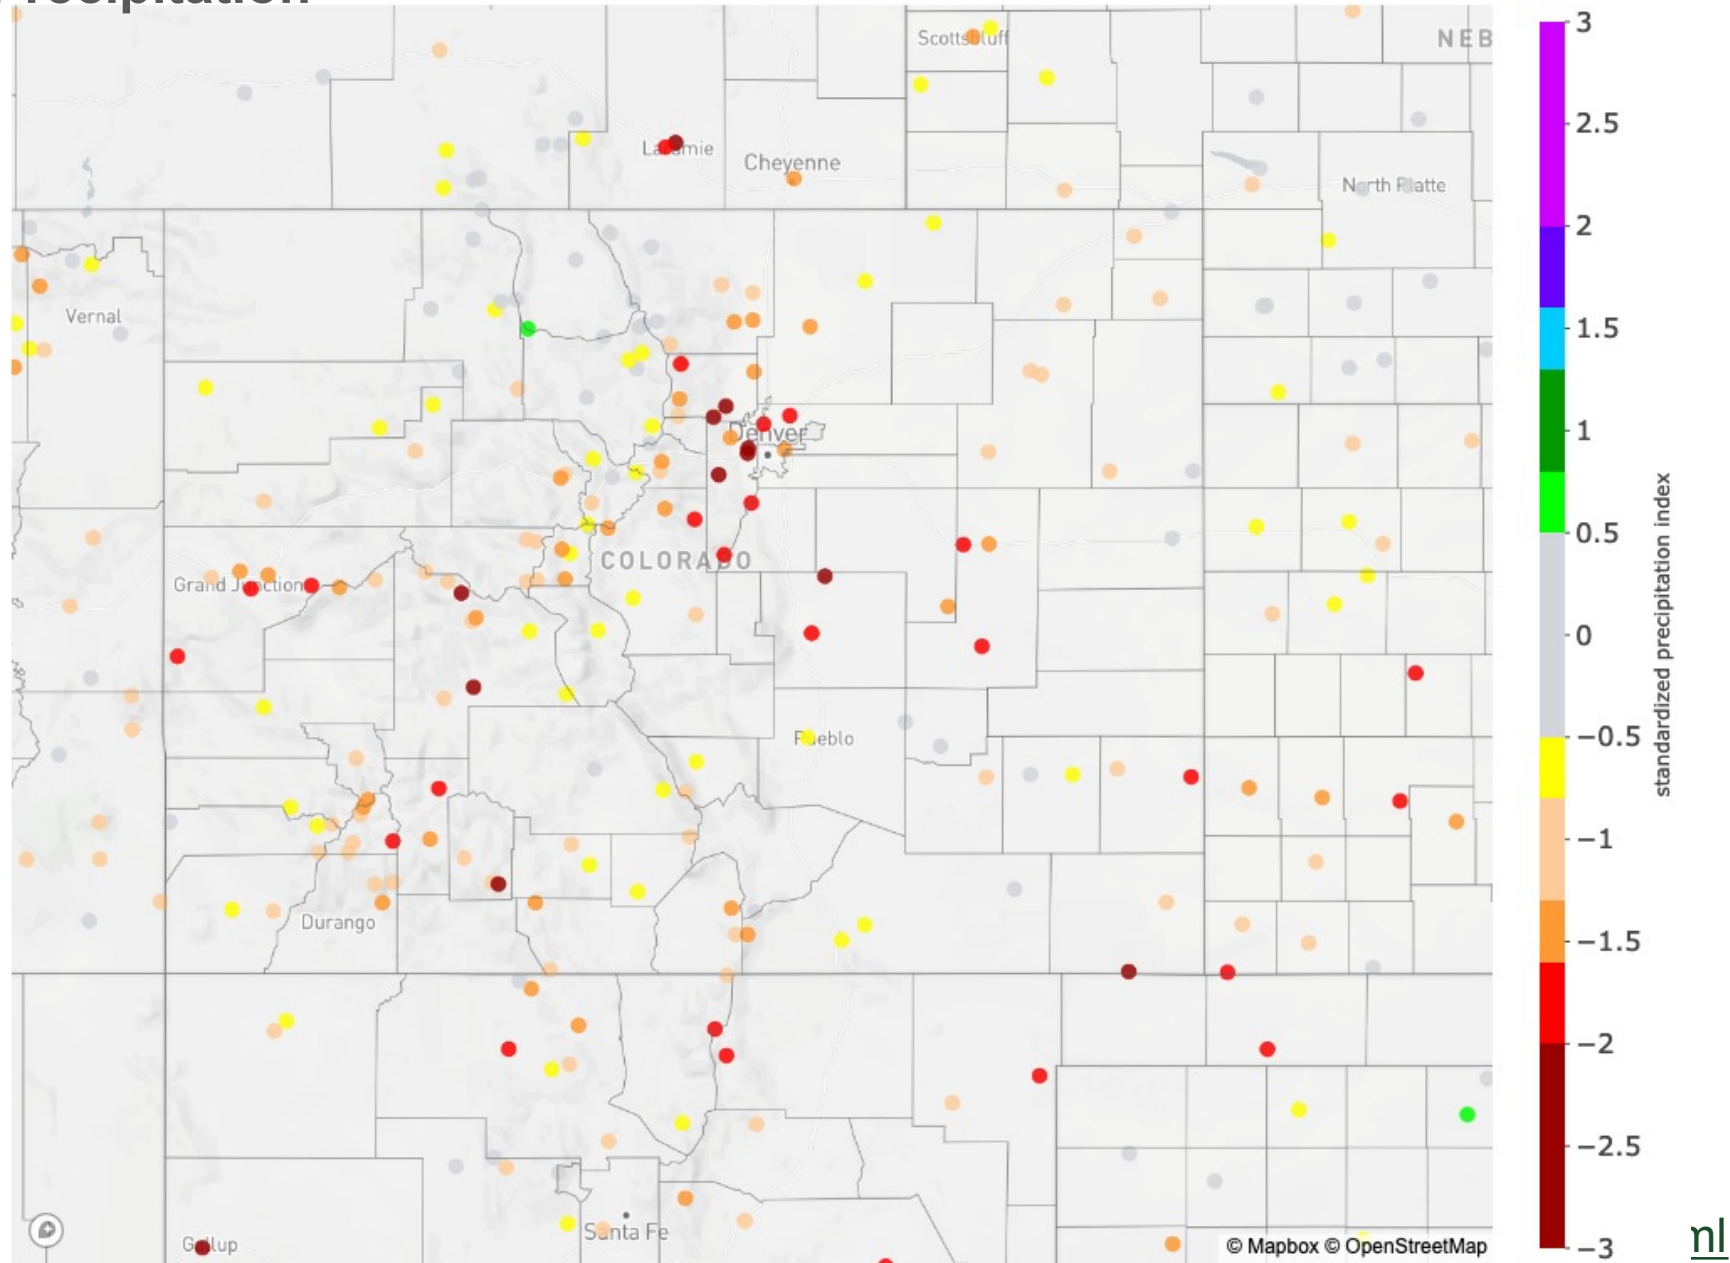 recipitation
Scottsbluff
NEB
Laramie
Cheyenne
North Platte
Vernal
Denver
COLORADO
Grand Junction
Pueblo
Durango
Santa Fe
Gallup
© Mapbox © OpenStreetMap
3
2.5
2
1.5
1
0.5
0
−0.5
−1
−1.5
−2
−2.5
−3
standardized precipitation index
nl